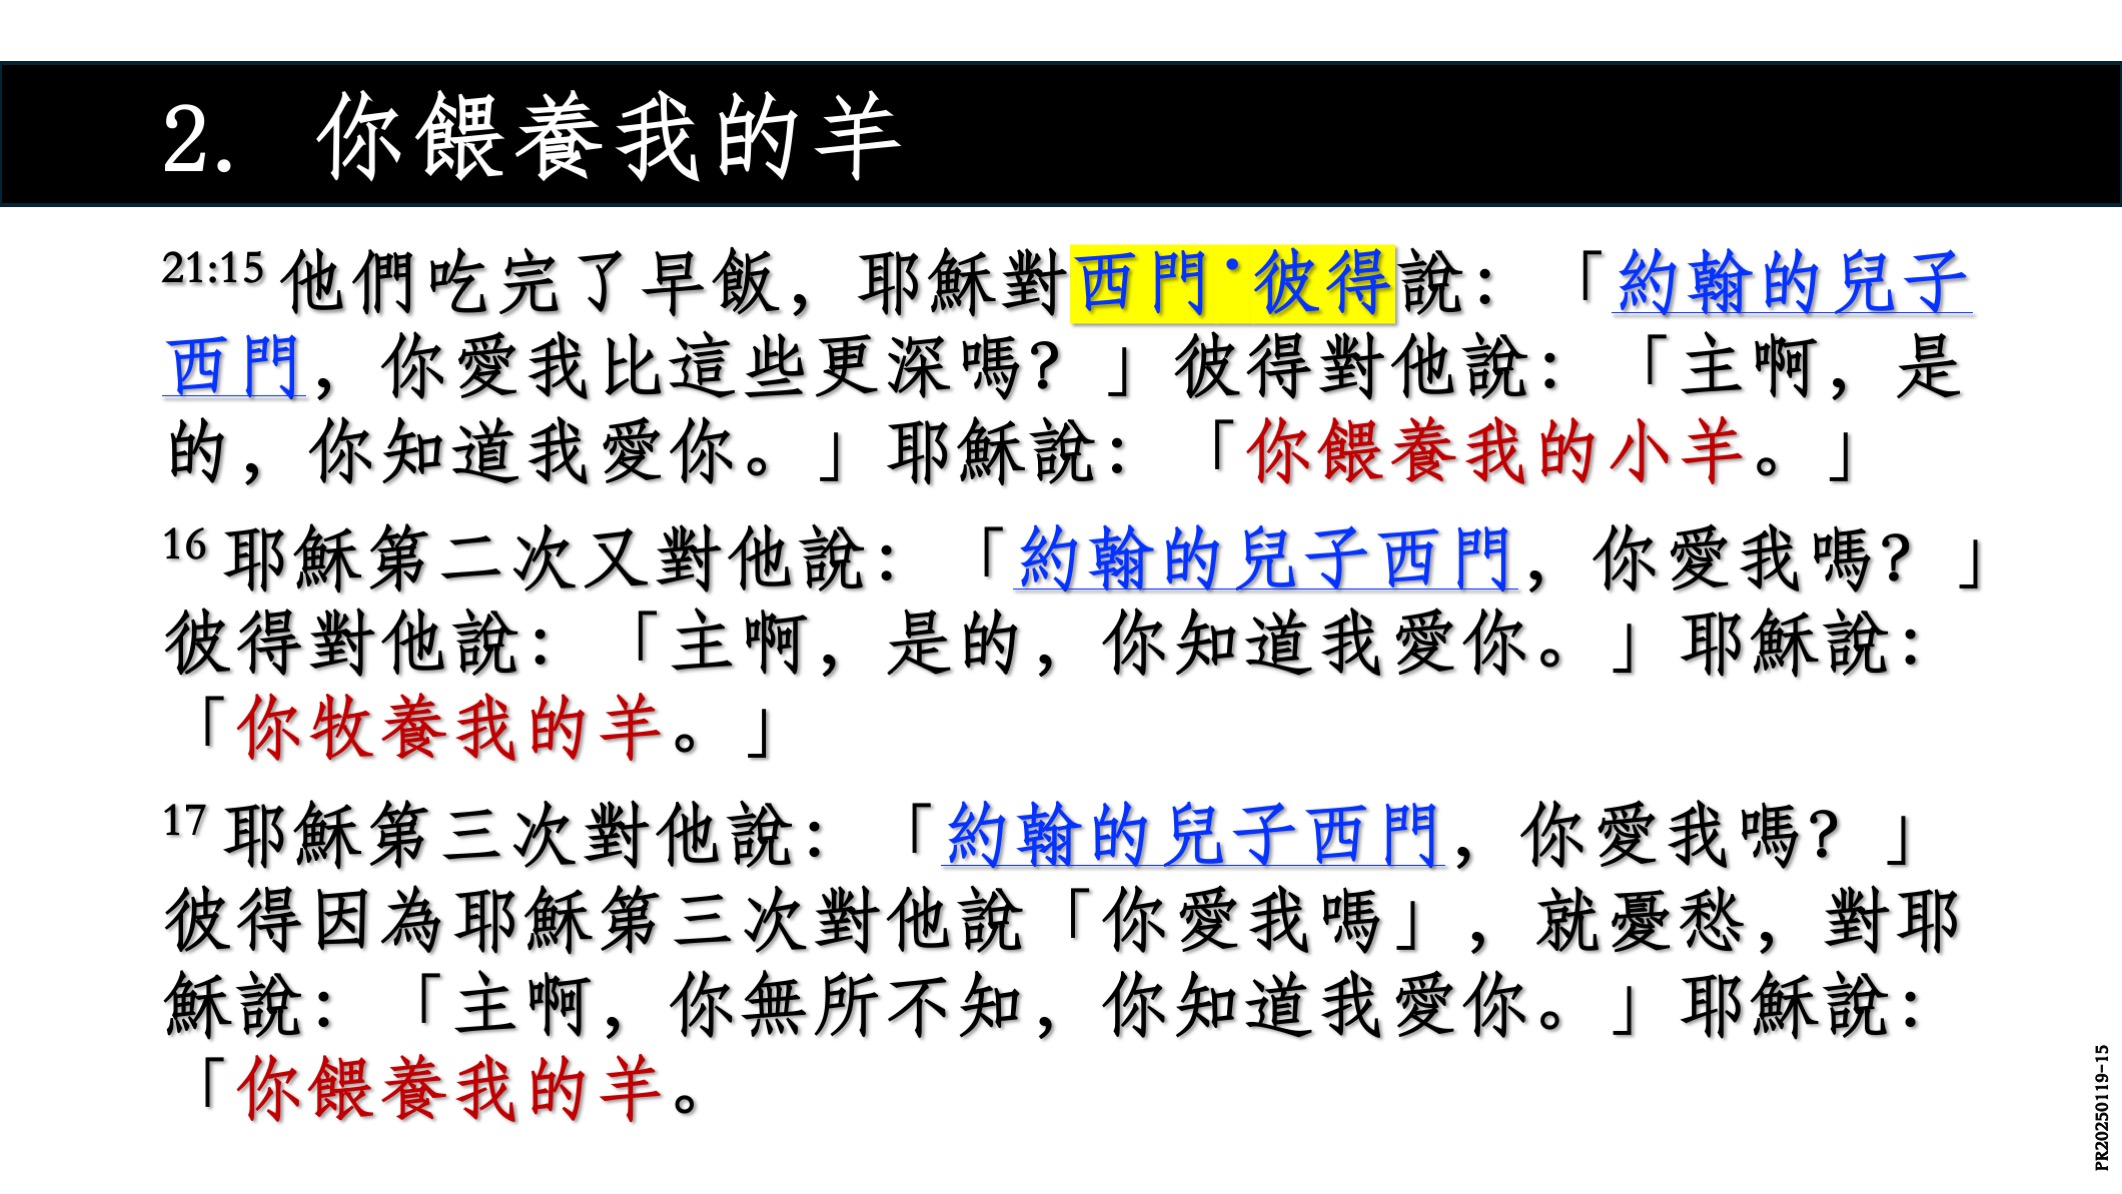 2. 你餵養我的羊
21:15 他們吃完了早飯，耶穌對西門·彼得說：「約翰的兒子
西門，你愛我比這些更深嗎？」彼得對他說：「主啊，是
的，你知道我愛你。」耶穌說：「你餵養我的小羊。」
16 耶穌第二次又對他說：「約翰的兒子西門，你愛我嗎？」
彼得對他說：「主啊，是的，你知道我愛你。」耶穌說：
「你牧養我的羊。」
17 耶穌第三次對他說：「約翰的兒子西門，你愛我嗎？」
彼得因為耶穌第三次對他說「你愛我嗎」，就憂愁，對耶
穌說：「主啊，你無所不知，你知道我愛你。」耶穌說：
「你餵養我的羊。
PR20250119-15